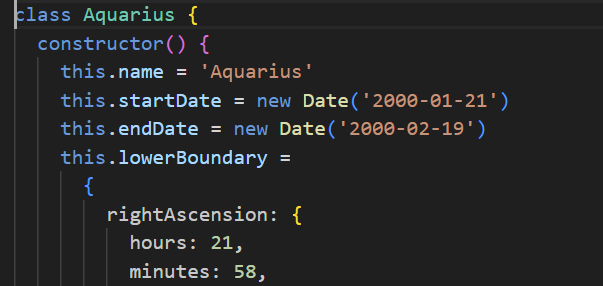 class Aquarius {
constructor() {
this.name = 'Aquarius'
this.startDate = new Date('2000-01-21')
this.endDate = new Date('2000-02-19')
this.lowerBoundary =
{
rightAscension: {
hours: 21,
minutes: 58,